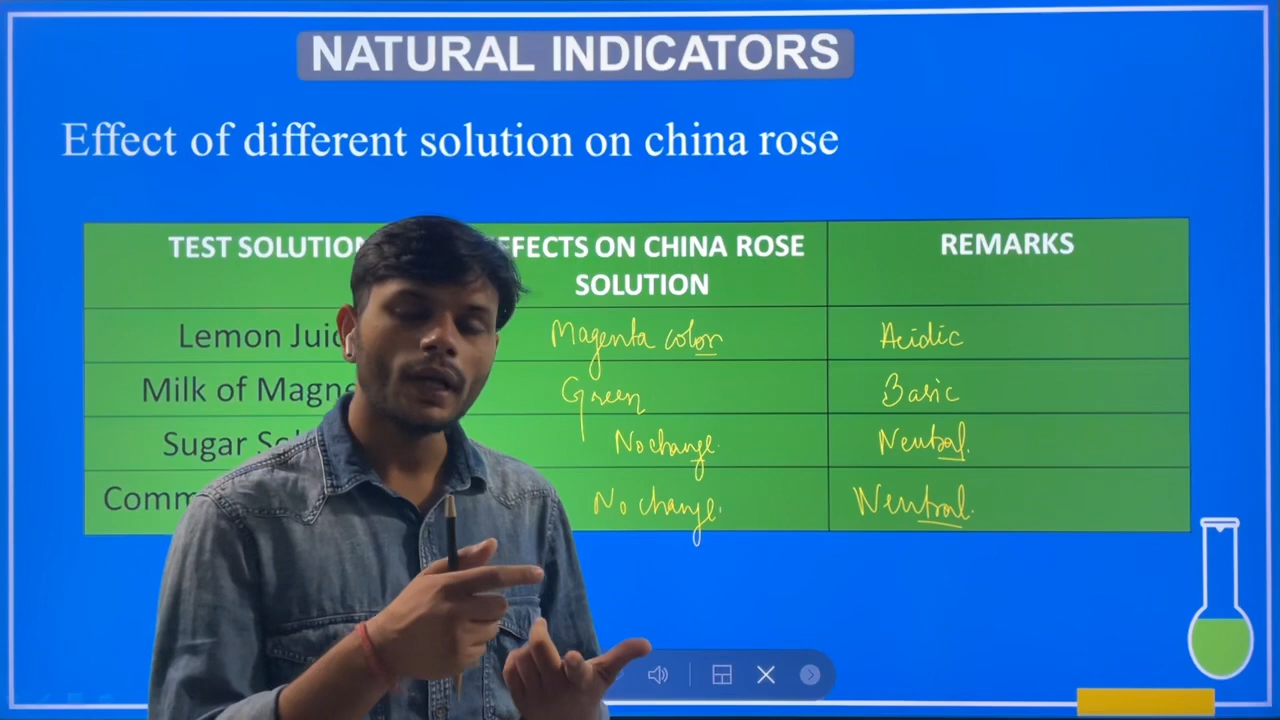 NATURAL INDICATORS
Effect of different solution on china rose
TEST SOLUTION EFFECTS ON CHINA ROSE SOLUTION REMARKS
Lemon Juic Magenta color Acidic
Milk of Magne Green Basic
Sugar No change. Neutral.
Comm No change. Neutral.